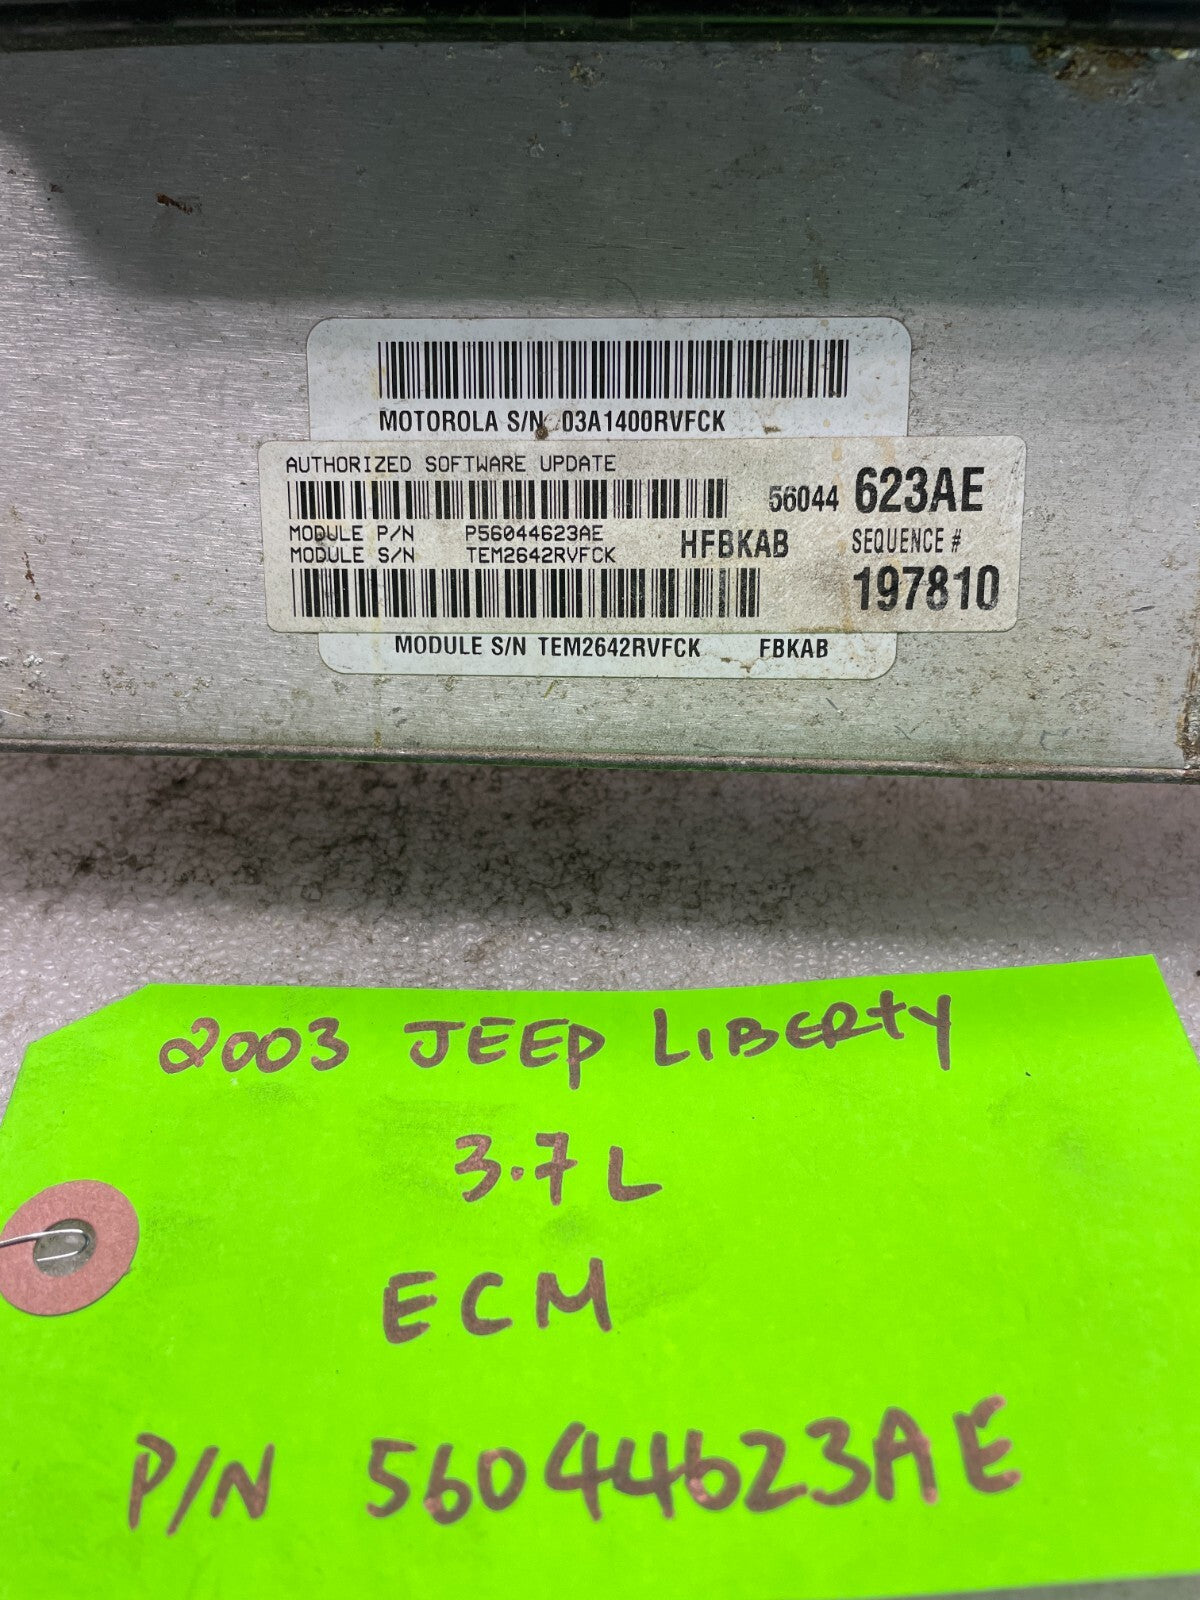 MOTOROLA S/N 03A1400RVFCK
AUTHORIZED SOFTWARE UPDATE
56044 623AE
MODULE P/N P56044623AE
MODULE S/N TEM2642RVFCK
HFBKAB
SEQUENCE #
197810
MODULE S/N TEM2642RVFCK FBKAB
2003 JEEP LIBERTY
3.7L
ECM
P/N 56044623AE